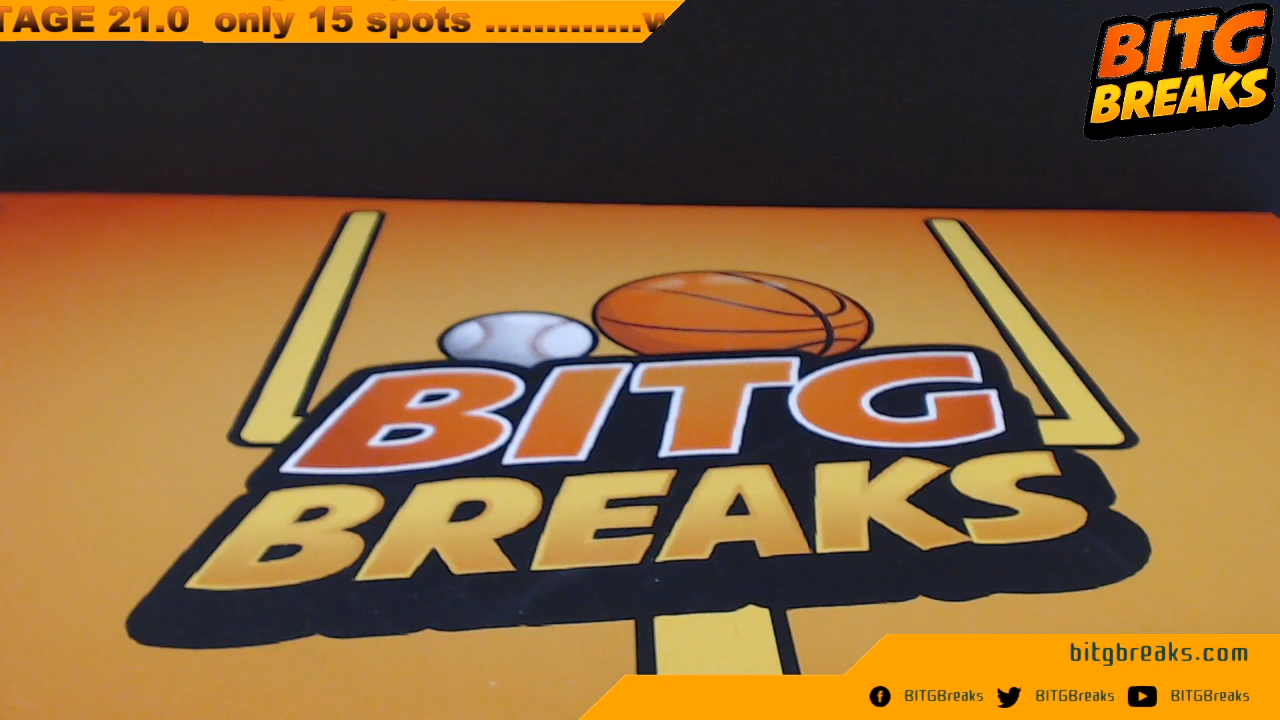 TAGE 21.0 only 15 spots .............w
BITG
BREAKS
BITG
BREAKS
bitgbreaks.com
BITGBreaks BITGBreaks BITGBreaks